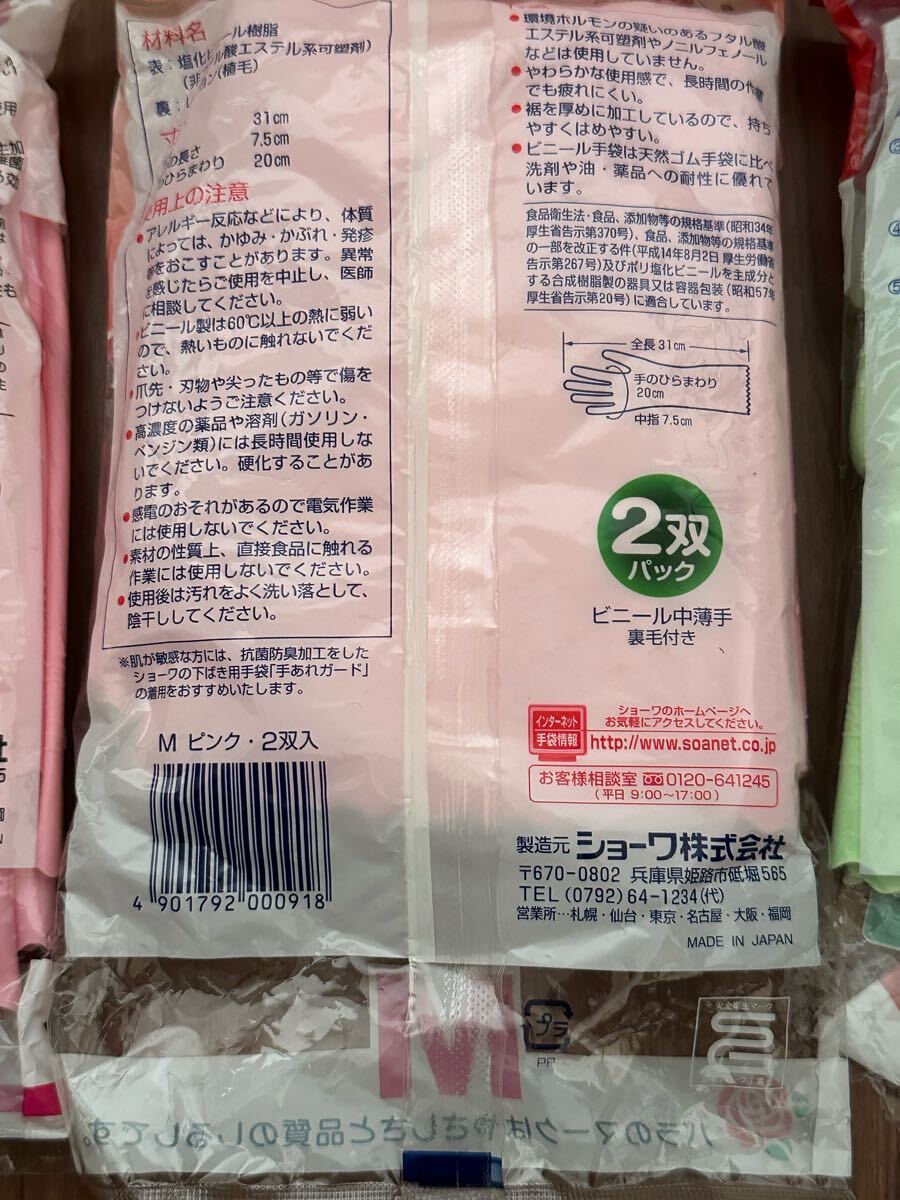 材料名
ール樹脂
表：塩化ビ
ル酸エステル系可塑剤)
(非
ン(植毛)
裏：レ
31cm
の長さ 7.5cm
のひらまわり 20cm
用上の注意
●アレルギー反応などにより、体質
によっては、かゆみ・かぶれ・発疹
等をおこすことがあります。異常
を感じたらご使用を中止し、医師
に相談してください。
●ビニール製は60℃以上の熱に弱い
ので、熱いものに触れないでくだ
さい。
●爪先・刃物や尖ったもの等で傷を
つけないようご注意ください。
●高濃度の薬品や溶剤(ガソリン・
ベンジン類)には長時間使用しな
いでください。硬化することがあ
ります。
●感電のおそれがあるので電気作業
には使用しないでください。
●素材の性質上、直接食品に触れる
作業には使用しないでください。
●使用後は汚れをよく洗い落として、
陰干ししてください。
※肌が敏感な方には、抗菌防臭加工をした
ショーワの下ばき用手袋「手あれガード」
の着用をおすすめいたします。
M ピンク・2双入
4 901792 000918
●環境ホルモンの疑いのあるフタル酸
エステル系可塑剤やノニルフェノール
などは使用していません。
●やわらかな使用感で、長時間の作業
でも疲れにくい。
●裾を厚めに加工しているので、持ち
やすくはめやすい。
●ビニール手袋は天然ゴム手袋に比べ
洗剤や油・薬品への耐性に優れて
います。
食品衛生法・食品、添加物等の規格基準(昭和34年
厚生省告示第370号)、食品、添加物等の規格基準
の一部を改正する件(平成14年8月2日 厚生労働省
告示第267号)及びポリ塩化ビニールを主成分と
する合成樹脂製の器具又は容器包装(昭和57年
厚生省告示第20号)に適合しています。
全長31cm
手のひらまわり
20cm
中指7.5cm
2双
パック
ビニール中薄手
裏毛付き
インターネット
手袋情報
ショーワのホームページへ
お気軽にアクセスしてください。
http://www.soanet.co.jp
お客様相談室 0120-641245
(平日 9:00～17:00)
製造元 ショーワ株式会社
〒670-0802 兵庫県姫路市砥堀565
TEL (0792) 64-1234(代)
営業所…札幌・仙台・東京・名古屋・大阪・福岡
MADE IN JAPAN
M
プラ
PP
安全衛生マーク
バラのマークはやさしさと品質のしるしです。